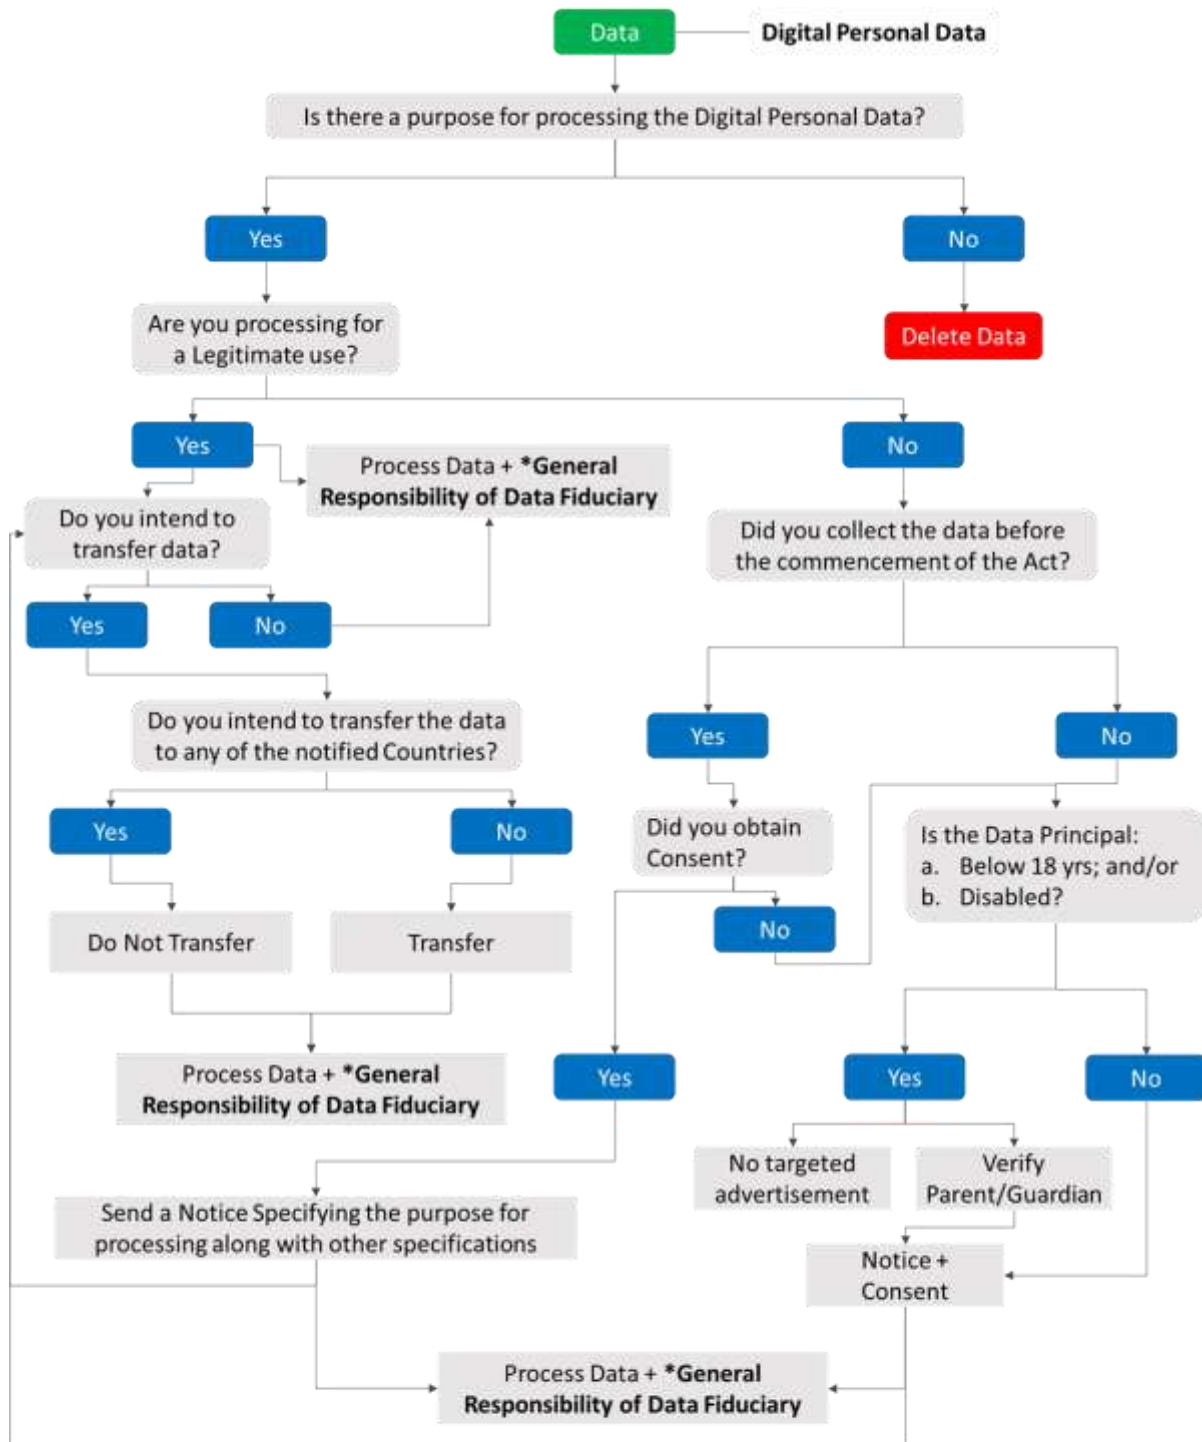 Data
Digital Personal Data
Is there a purpose for processing the Digital Personal Data?
Yes
No
Are you processing for
a Legitimate use?
Delete Data
Yes
No
Process Data + *General
Responsibility of Data Fiduciary
Do you intend to
transfer data?
Did you collect the data before
the commencement of the Act?
Yes
No
Do you intend to transfer the data
to any of the notified Countries?
Yes
No
Yes
No
Did you obtain
Consent?
Is the Data Principal:
a. Below 18 yrs; and/or
b. Disabled?
No
Do Not Transfer
Transfer
Process Data + *General
Responsibility of Data Fiduciary
Yes
Yes
No
No targeted
advertisement
Verify
Parent/Guardian
Send a Notice Specifying the purpose for
processing along with other specifications
Notice +
Consent
Process Data + *General
Responsibility of Data Fiduciary